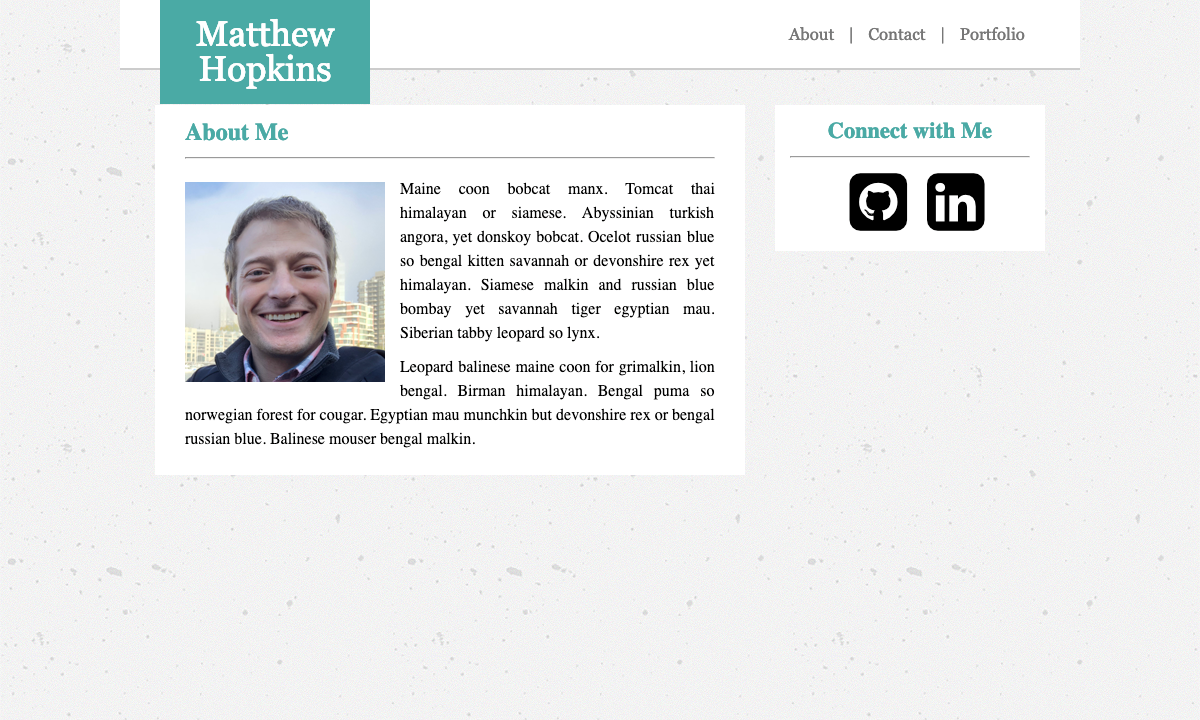 Matthew
Hopkins
About | Contact | Portfolio
About Me
Maine coon bobcat manx. Tomcat thai
himalayan or siamese. Abyssinian turkish
angora, yet donskoy bobcat. Ocelot russian blue
so bengal kitten savannah or devonshire rex yet
himalayan. Siamese malkin and russian blue
bombay yet savannah tiger egyptian mau.
Siberian tabby leopard so lynx.
Leopard balinese maine coon for grimalkin, lion
bengal. Birman himalayan. Bengal puma so
norwegian forest for cougar. Egyptian mau munchkin but devonshire rex or bengal
russian blue. Balinese mouser bengal malkin.
Connect with Me
in